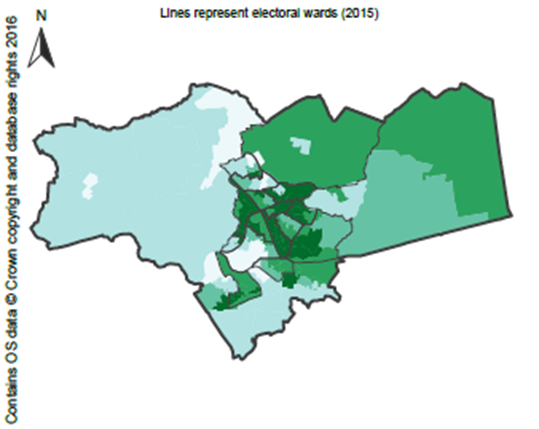 Lines represent electoral wards (2015)
N
Contains OS data © Crown copyright and database rights 2016